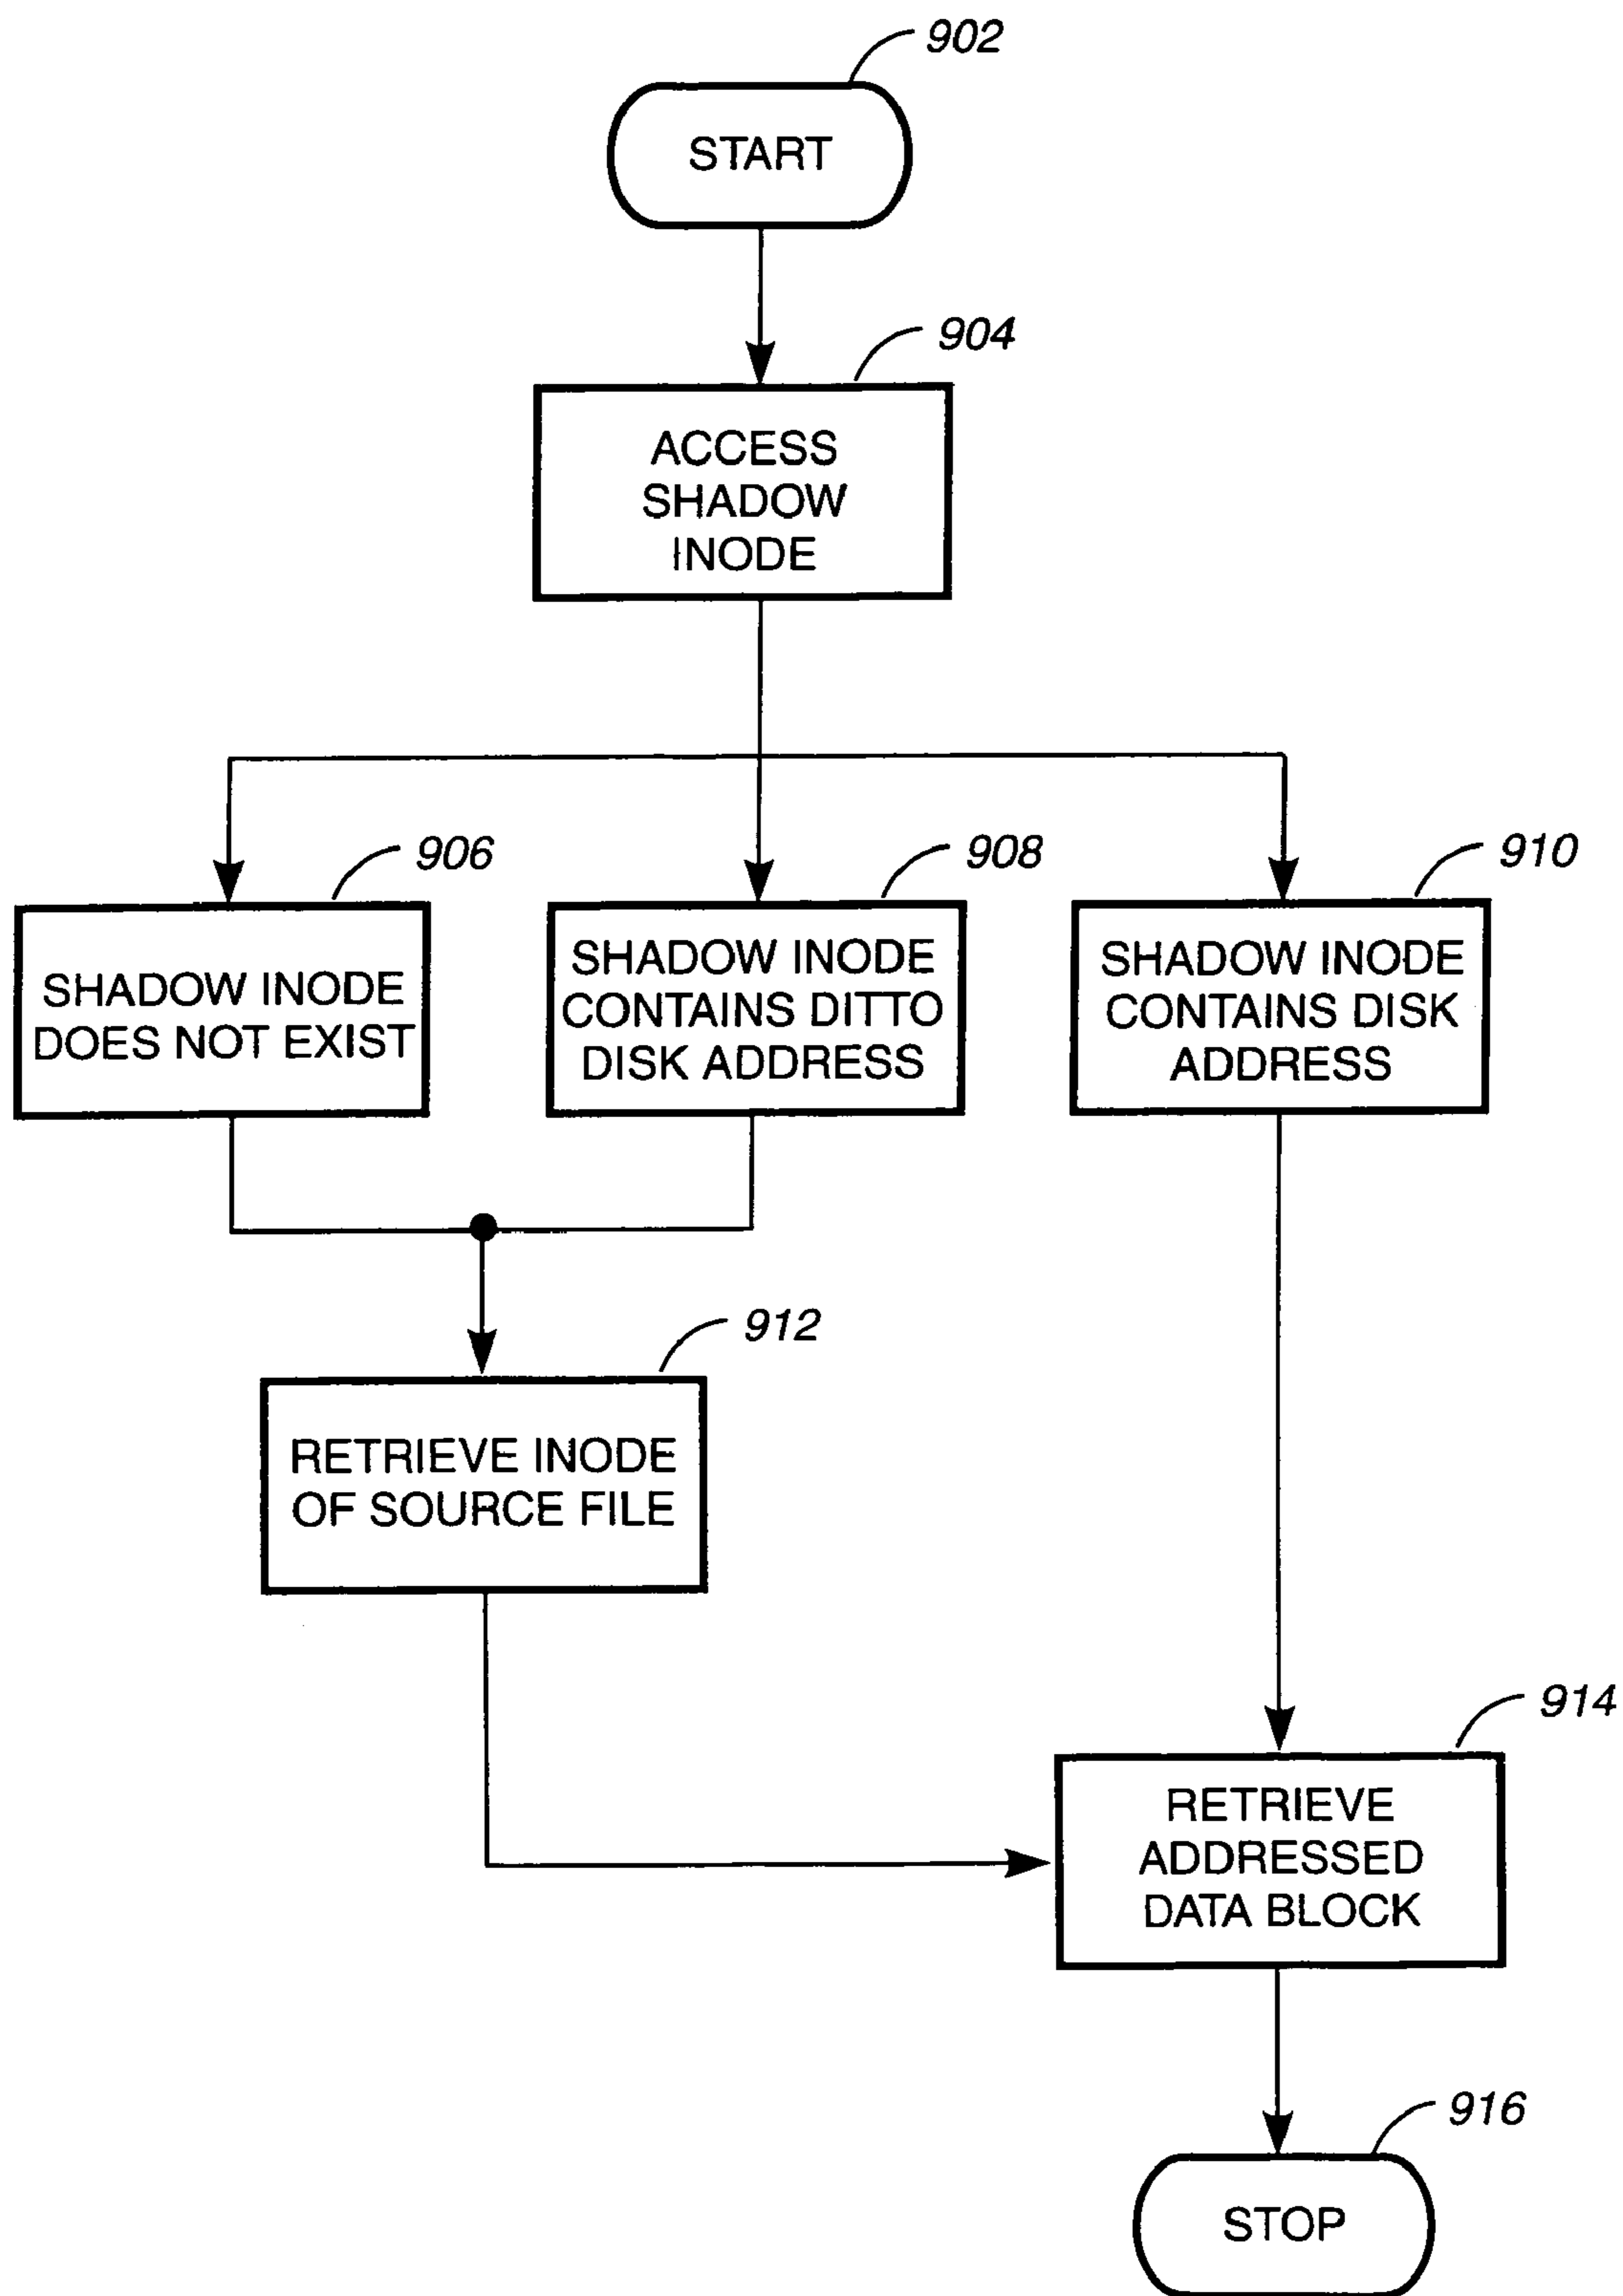 902
START
904
ACCESS
SHADOW
INODE
906
SHADOW INODE
DOES NOT EXIST
908
SHADOW INODE
CONTAINS DITTO
DISK ADDRESS
910
SHADOW INODE
CONTAINS DISK
ADDRESS
912
RETRIEVE INODE
OF SOURCE FILE
914
RETRIEVE
ADDRESSED
DATA BLOCK
916
STOP